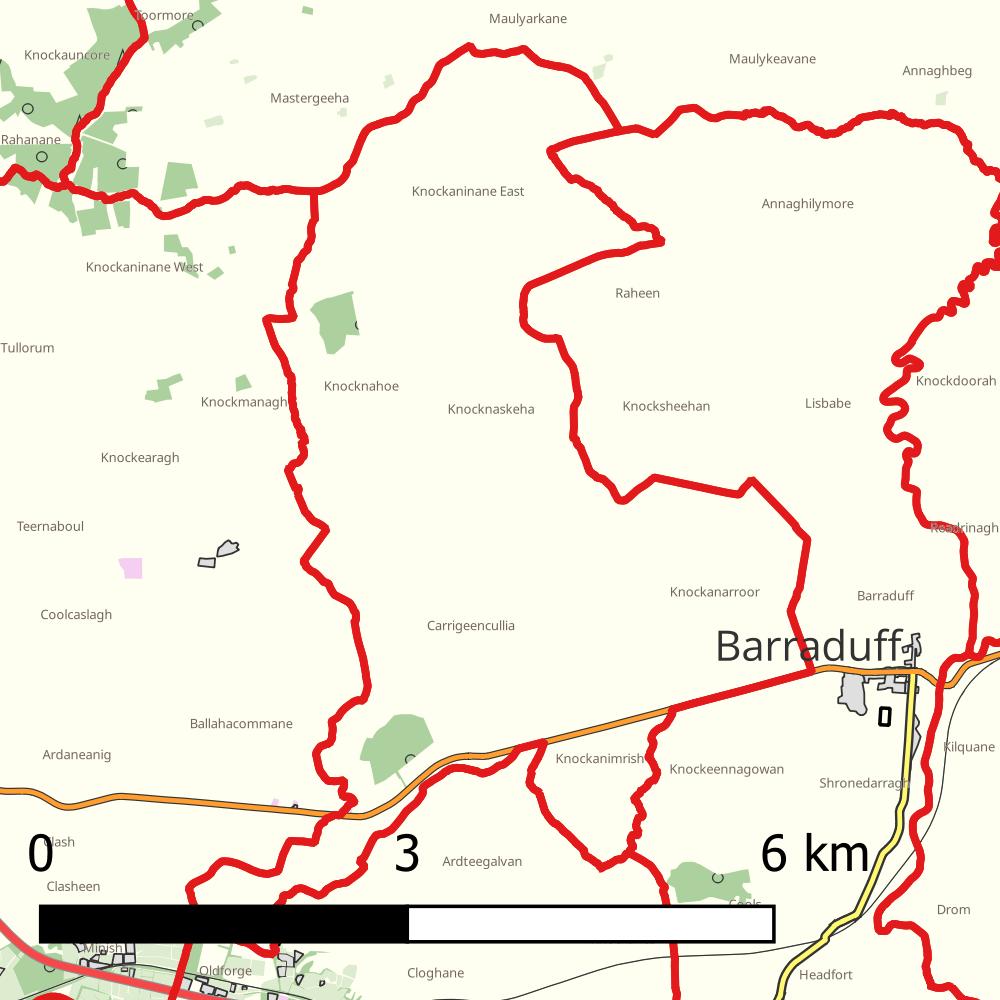 Toormore
Maulyarkane
Knockauncore
Maulykeavane
Annaghbeg
Mastergeeha
Rahanane
Knockaninane East
Annaghilymore
Knockaninane West
Raheen
Tullorum
Knockdoorah
Knocknahoe
Knockmanagh
Knocknaskeha
Knocksheehan
Lisbabe
Knockearagh
Teernaboul
Readrinagh
Knockanarroor
Barraduff
Coolcaslagh
Carrigeencullia
Barraduff
Ballahacommane
Kilquane
Ardaneanig
Knockanimrish
Knockeennagowan
Shronedarragh
Clash
0 3 6 km
Ardteegalvan
Clasheen
Cools
Drom
Minish
Oldforge
Cloghane
Headfort